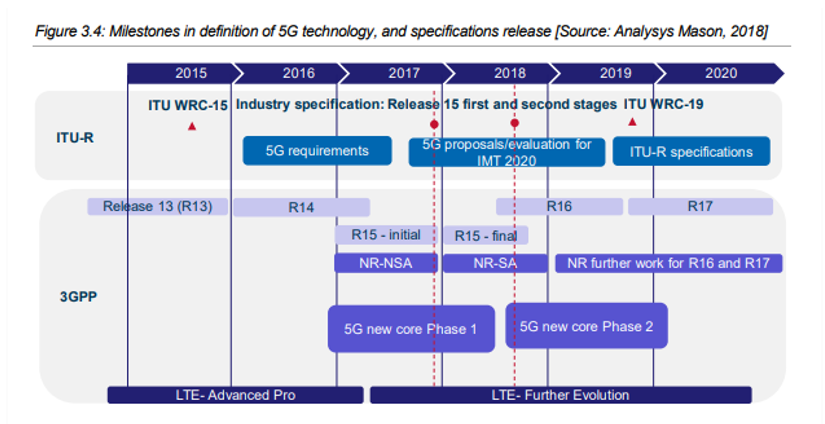 Figure 3.4: Milestones in definition of 5G technology, and specifications release [Source: Analysys Mason, 2018]
2015 2016 2017 2018 2019 2020
ITU WRC-15 Industry specification: Release 15 first and second stages ITU WRC-19
ITU-R
5G requirements
5G proposals/evaluation for
IMT 2020
ITU-R specifications
Release 13 (R13) R14 R16 R17
R15 - initial R15 - final
NR-NSA NR-SA NR further work for R16 and R17
3GPP
5G new core Phase 1 5G new core Phase 2
LTE- Advanced Pro LTE- Further Evolution